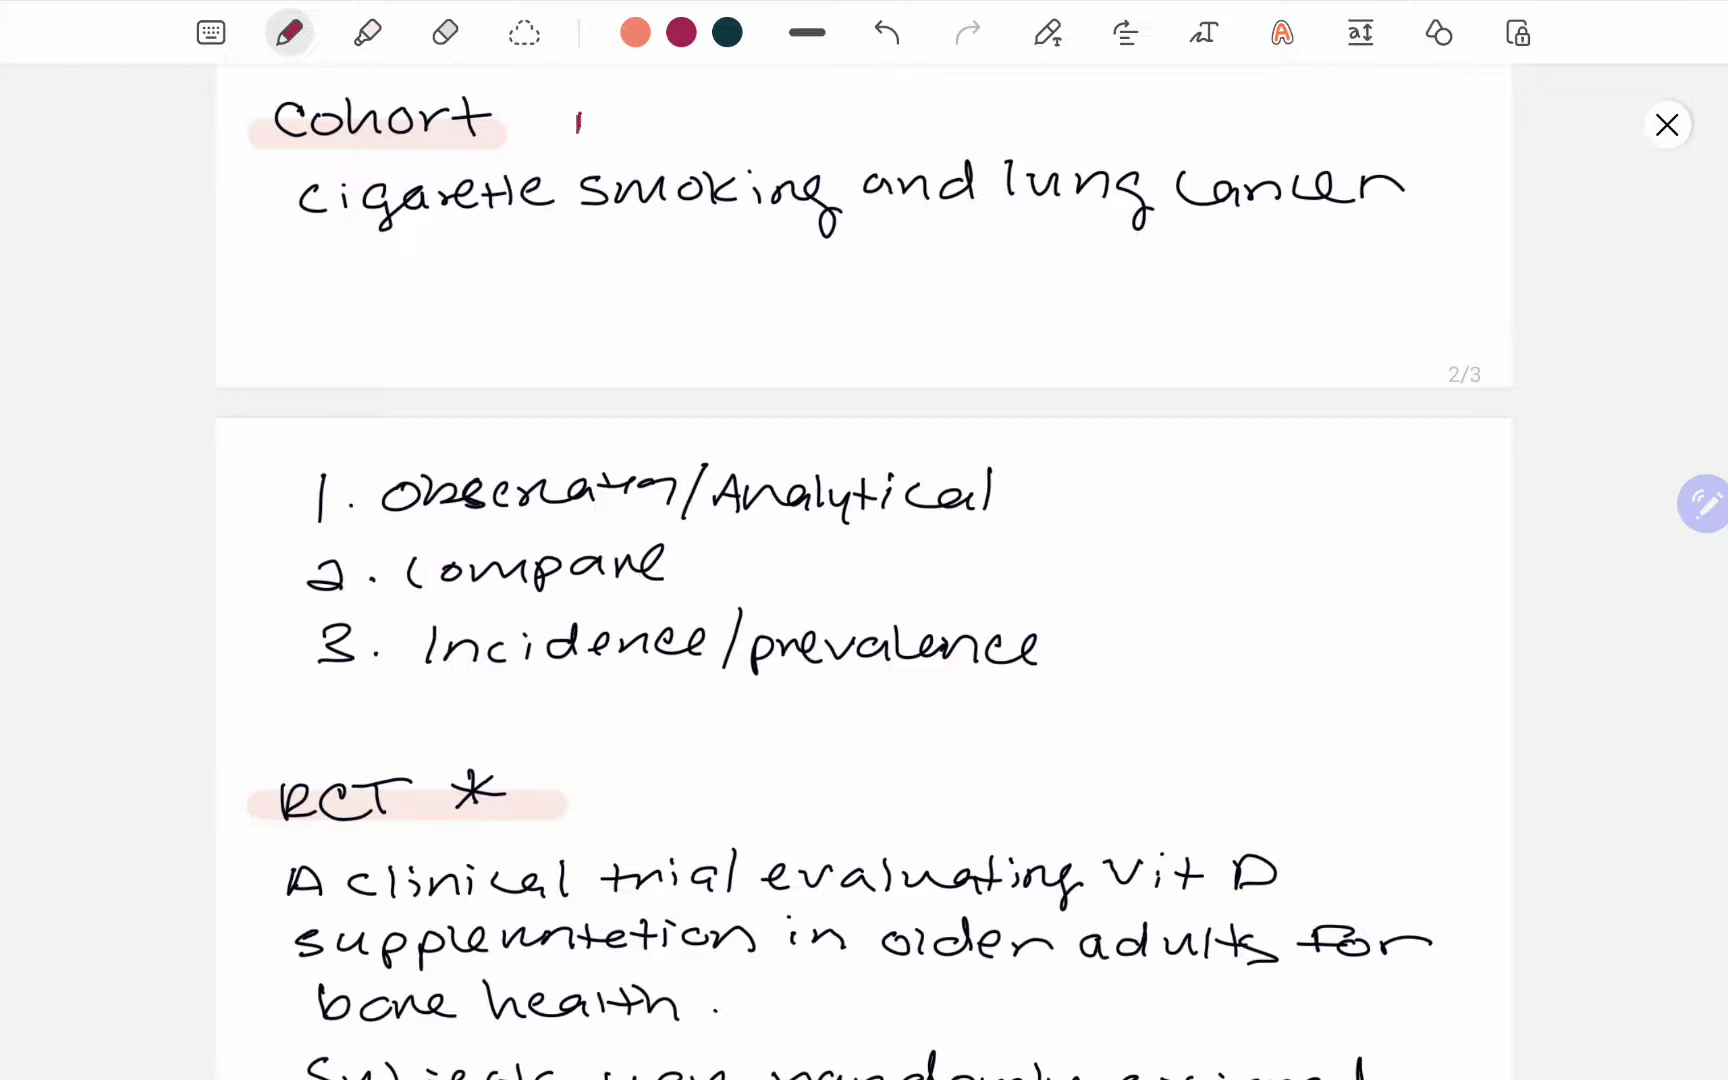 Cohort
cigarette smoking and lung cancer
2/3
1. Observation/Analytical
2. Compare
3. Incidence/prevalence
RCT *
A clinical trial evaluating Vit D
supplemntetion in older adults for
bone health.